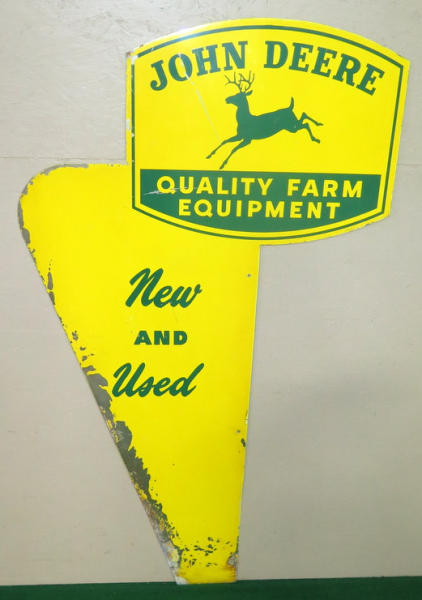 JOHN DEERE
QUALITY FARM
EQUIPMENT
New
AND
Used